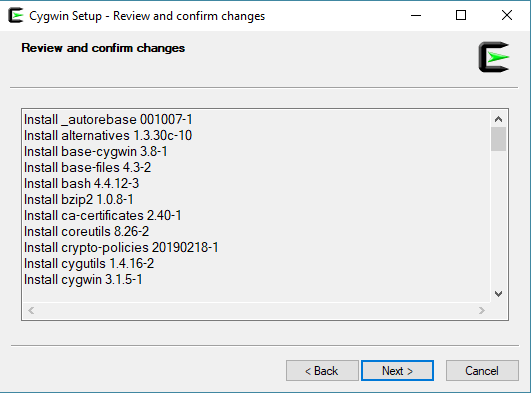 Cygwin Setup - Review and confirm changes
Review and confirm changes
Install _autorebase 001007-1
Install alternatives 1.3.30c-10
Install base-cygwin 3.8-1
Install base-files 4.3-2
Install bash 4.4.12-3
Install bzip2 1.0.8-1
Install ca-certificates 2.40-1
Install coreutils 8.26-2
Install crypto-policies 20190218-1
Install cygutils 1.4.16-2
Install cygwin 3.1.5-1
< Back Next > Cancel